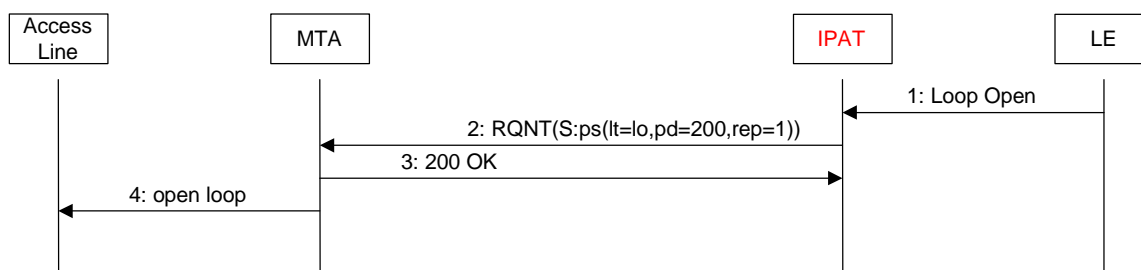 Access
Line
MTA
IPAT
LE
1: Loop Open
2: RQNT(S:ps(lt=lo,pd=200,rep=1))
3: 200 OK
4: open loop